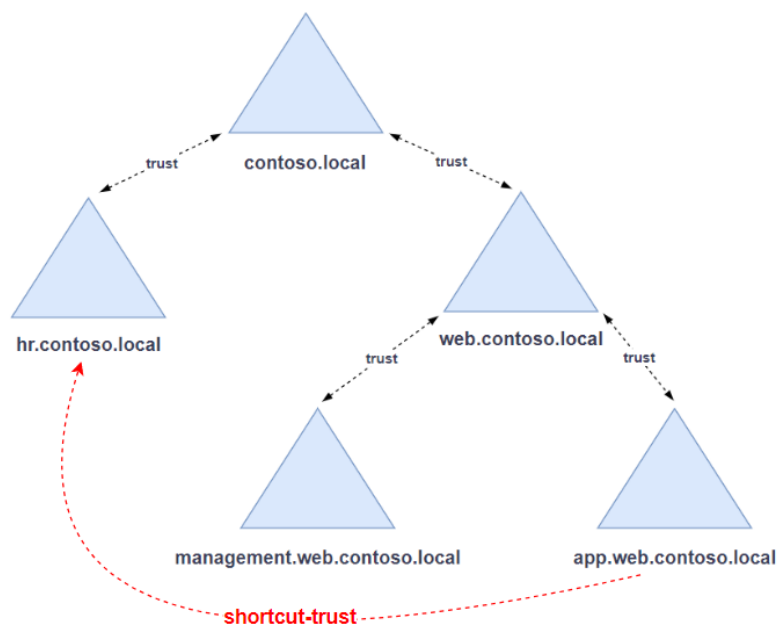 contoso.local
trust
trust
hr.contoso.local
web.contoso.local
trust
trust
management.web.contoso.local
app.web.contoso.local
shortcut-trust